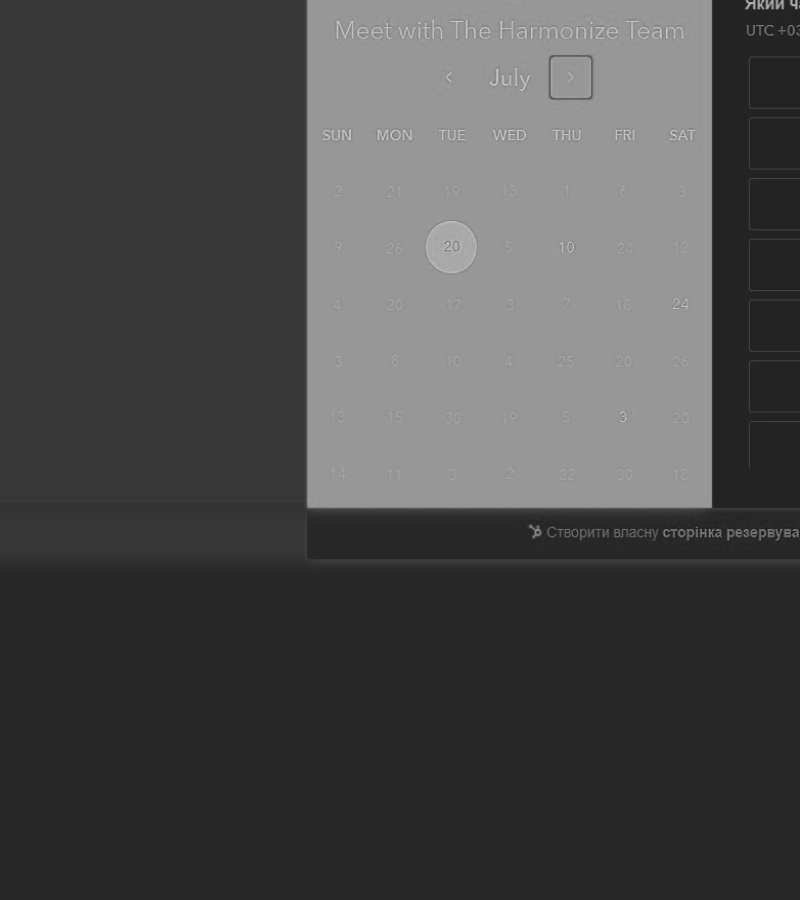 Meet with The Harmonize Team
July
SUN MON TUE WED THU FRI SAT
2 21 19 13 1 6 3
9 26 20 5 10 24 12
4 20 17 3 7 18 24
3 8 10 4 25 20 26
13 15 30 19 5 3 20
14 11 3 2 22 30 18
Який
UTC +03
Створити власну сторінка резервува